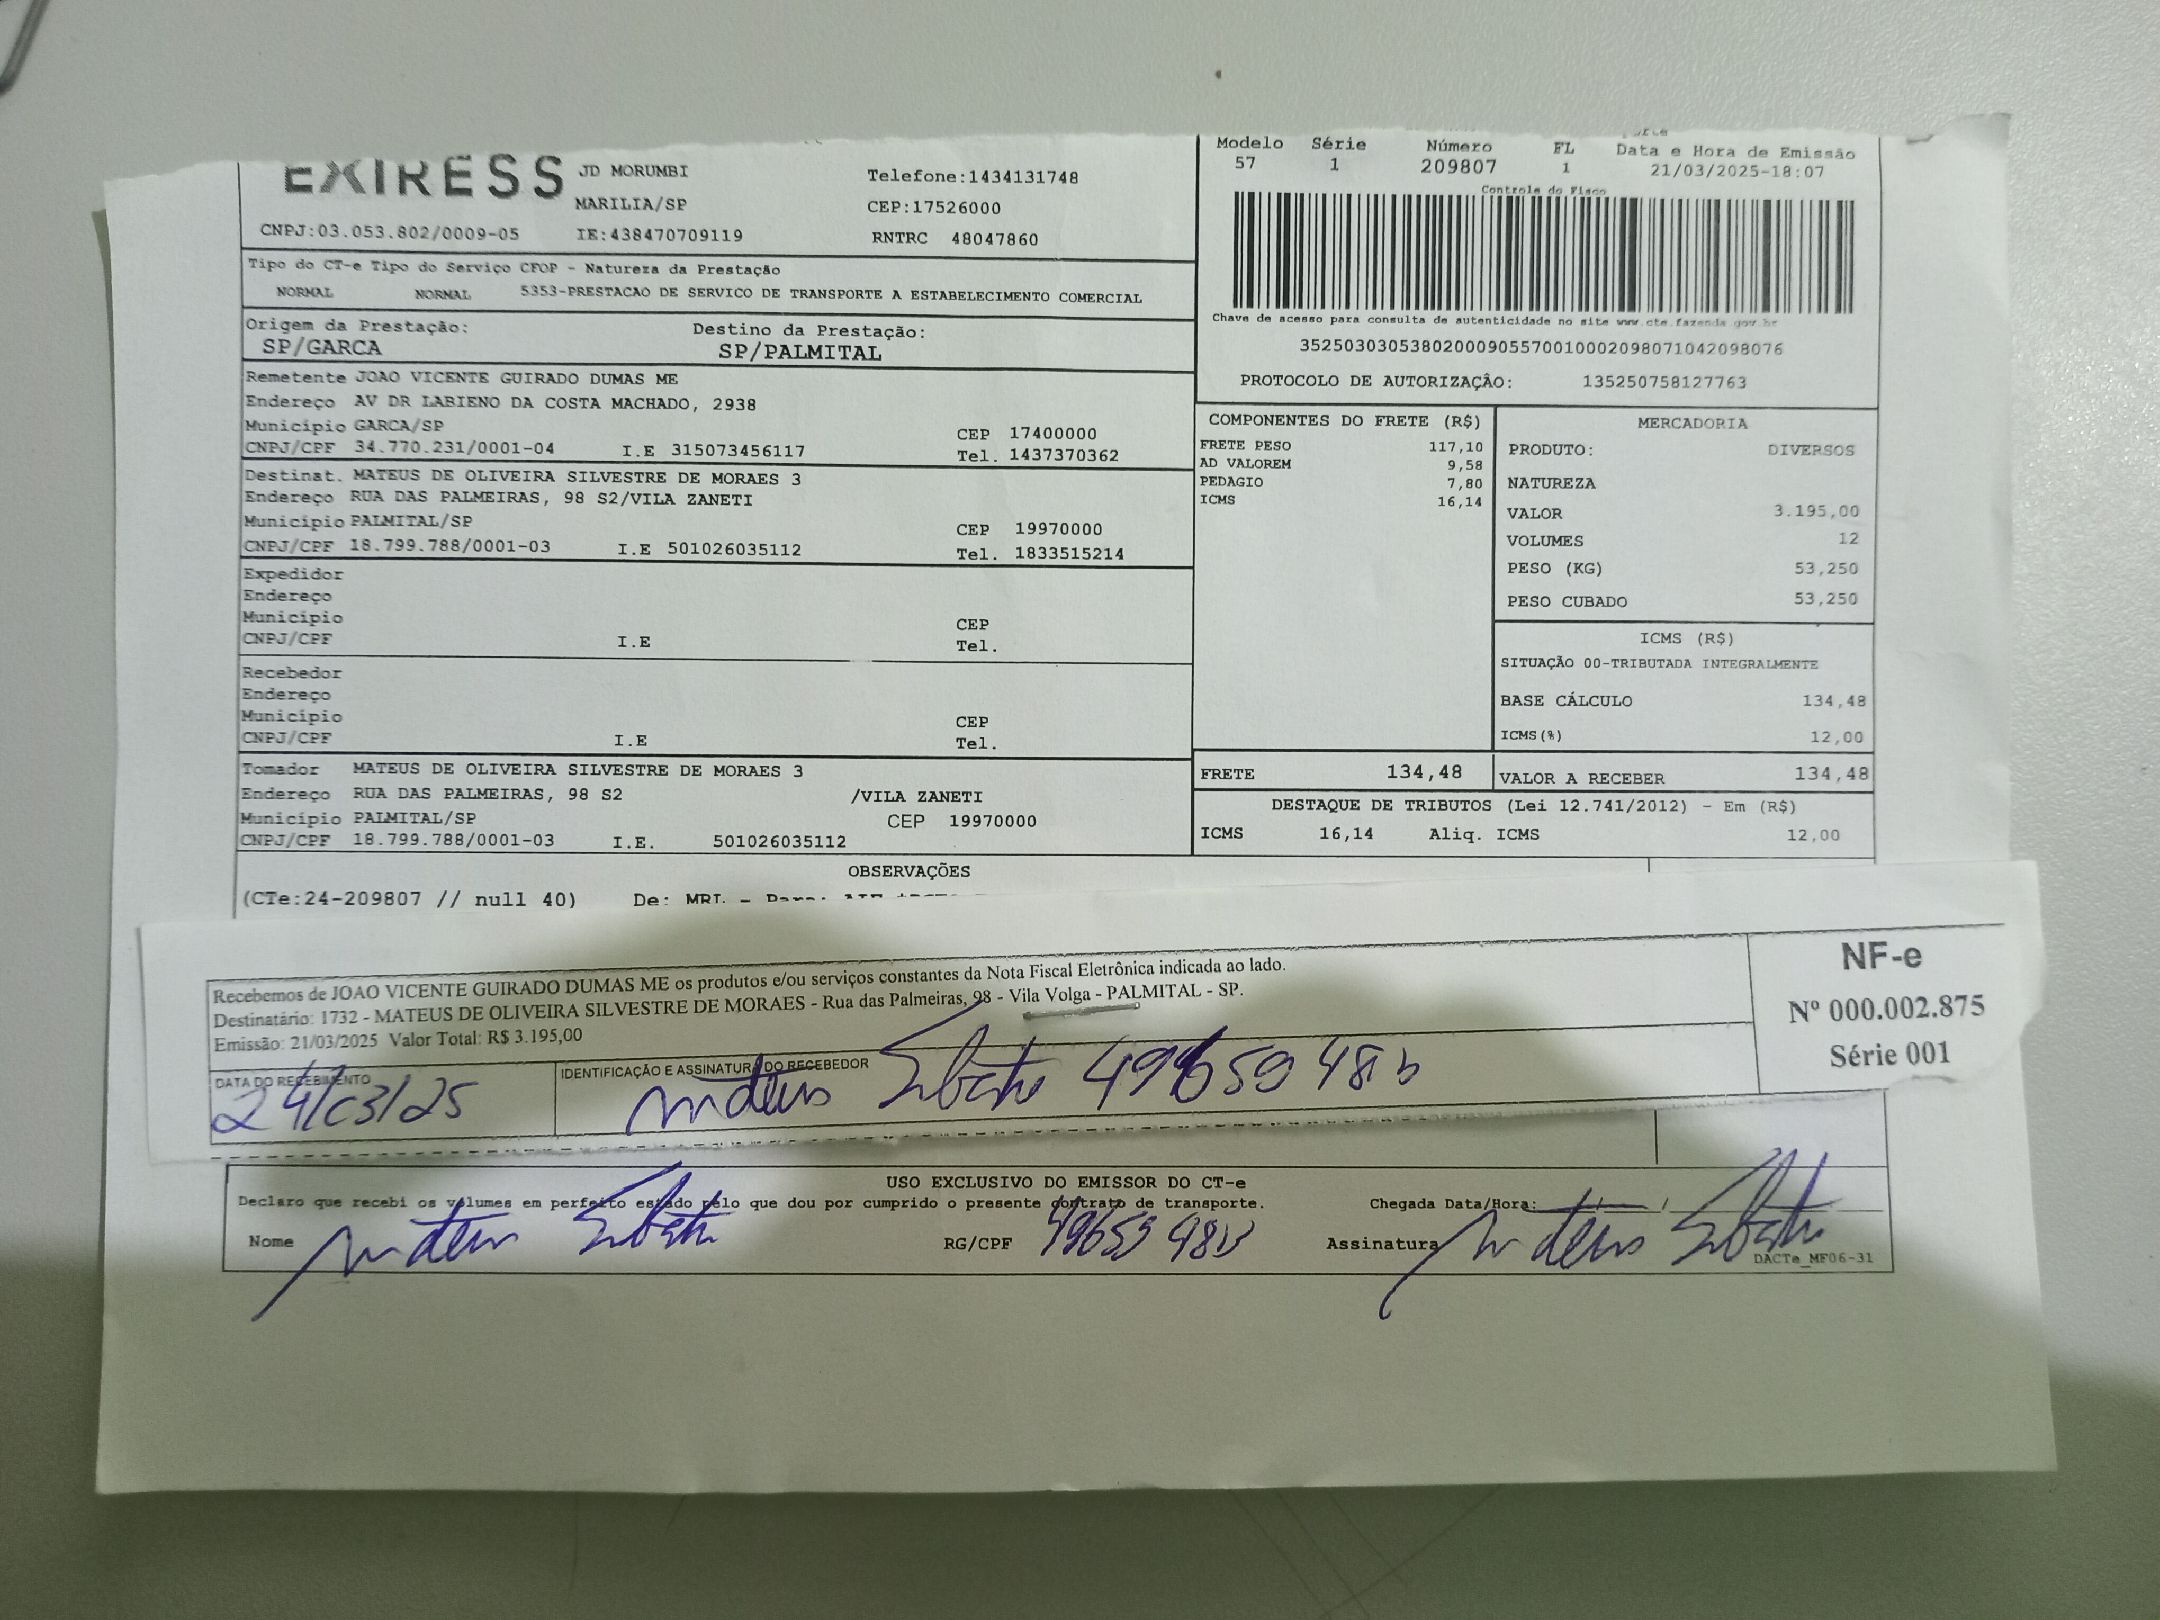 EXPRESS
JD MORUMBI
MARILIA/SP
Telefone:1434131748
CEP:17526000
CNPJ:03.053.802/0009-05 IE:438470709119 RNTRC 48047860
Modelo Série Número FL Data e Hora de Emissão
57 1 209807 1 21/03/2025-18:07
Controle do Fisco
Chave de acesso para consulta de autenticidade no site www.cte.fazenda.gov.br
35250303053802000905570010002098071042098076
PROTOCOLO DE AUTORIZAÇÃO: 135250758127763
Tipo do CT-e Tipo do Serviço CFOP - Natureza da Prestação
NORMAL NORMAL 5353-PRESTACAO DE SERVICO DE TRANSPORTE A ESTABELECIMENTO COMERCIAL
Origem da Prestação: Destino da Prestação:
SP/GARCA SP/PALMITAL
Remetente JOAO VICENTE GUIRADO DUMAS ME
Endereço AV DR LABIENO DA COSTA MACHADO, 2938
Município GARCA/SP CEP 17400000
CNPJ/CPF 34.770.231/0001-04 I.E 315073456117 Tel. 1437370362
Destinat. MATEUS DE OLIVEIRA SILVESTRE DE MORAES 3
Endereço RUA DAS PALMEIRAS, 98 S2/VILA ZANETI
Município PALMITAL/SP CEP 19970000
CNPJ/CPF 18.799.788/0001-03 I.E 501026035112 Tel. 1833515214
Expedidor
Endereço
Município CEP
CNPJ/CPF I.E Tel.
Recebedor
Endereço
Município CEP
CNPJ/CPF I.E Tel.
Tomador MATEUS DE OLIVEIRA SILVESTRE DE MORAES 3
Endereço RUA DAS PALMEIRAS, 98 S2 /VILA ZANETI
Município PALMITAL/SP CEP 19970000
CNPJ/CPF 18.799.788/0001-03 I.E. 501026035112
COMPONENTES DO FRETE (R$)
FRETE PESO 117,10
AD VALOREM 9,58
PEDAGIO 7,80
ICMS 16,14
MERCADORIA
PRODUTO: DIVERSOS
NATUREZA
VALOR 3.195,00
VOLUMES 12
PESO (KG) 53,250
PESO CUBADO 53,250
ICMS (R$)
SITUAÇÃO 00-TRIBUTADA INTEGRALMENTE
BASE CÁLCULO 134,48
ICMS(%) 12,00
FRETE 134,48 VALOR A RECEBER 134,48
DESTAQUE DE TRIBUTOS (Lei 12.741/2012) - Em (R$)
ICMS 16,14 Aliq. ICMS 12,00
OBSERVAÇÕES
(CTe:24-209807 // null 40) De: MRI. - Para:
Recebemos de JOAO VICENTE GUIRADO DUMAS ME os produtos e/ou serviços constantes da Nota Fiscal Eletrônica indicada ao lado.
Destinatário: 1732 - MATEUS DE OLIVEIRA SILVESTRE DE MORAES - Rua das Palmeiras, 98 - Vila Volga - PALMITAL - SP.
Emissão: 21/03/2025 Valor Total: R$ 3.195,00
DATA DO RECEBIMENTO IDENTIFICAÇÃO E ASSINATURA DO RECEBEDOR
24/03/25 Mateus
NF-e
Nº 000.002.875
Série 001
USO EXCLUSIVO DO EMISSOR DO CT-e
Declaro que recebi os volumes em perfeito estado pelo que dou por cumprido o presente contrato de transporte. Chegada Data/Hora:
Nome Mateus RG/CPF Assinatura Mateus
DACTe_MF06-31